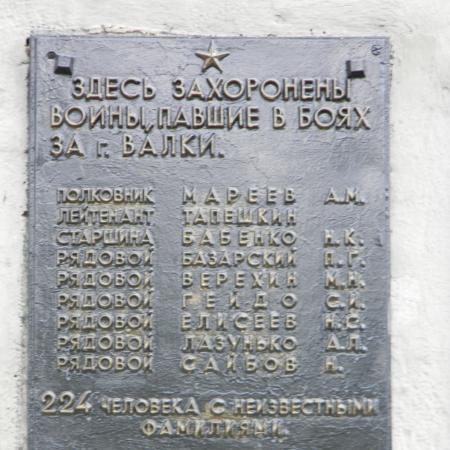 ЗДЕСЬ ЗАХОРОНЕНЫ
ВОИНЫ, ПАВШИЕ В БОЯХ
ЗА г. ВАЛКИ.
ПОЛКОВНИК МАРЕЕВ А.М.
ЛЕЙТЕНАНТ ТАПЕШКИН
СТАРШИНА БАБЕНКО Н.К.
РЯДОВОЙ БАЗАРСКИЙ П.Г.
РЯДОВОЙ ВЕРЕХИН М.Н.
РЯДОВОЙ ГЕЙДО С.И.
РЯДОВОЙ ЕЛИСЕЕВ Н.С.
РЯДОВОЙ ЛАЗУНЬКО А.Л.
РЯДОВОЙ САИБОВ Н.
224 ЧЕЛОВЕКА С НЕИЗВЕСТНЫМИ
ФАМИЛИЯМИ.